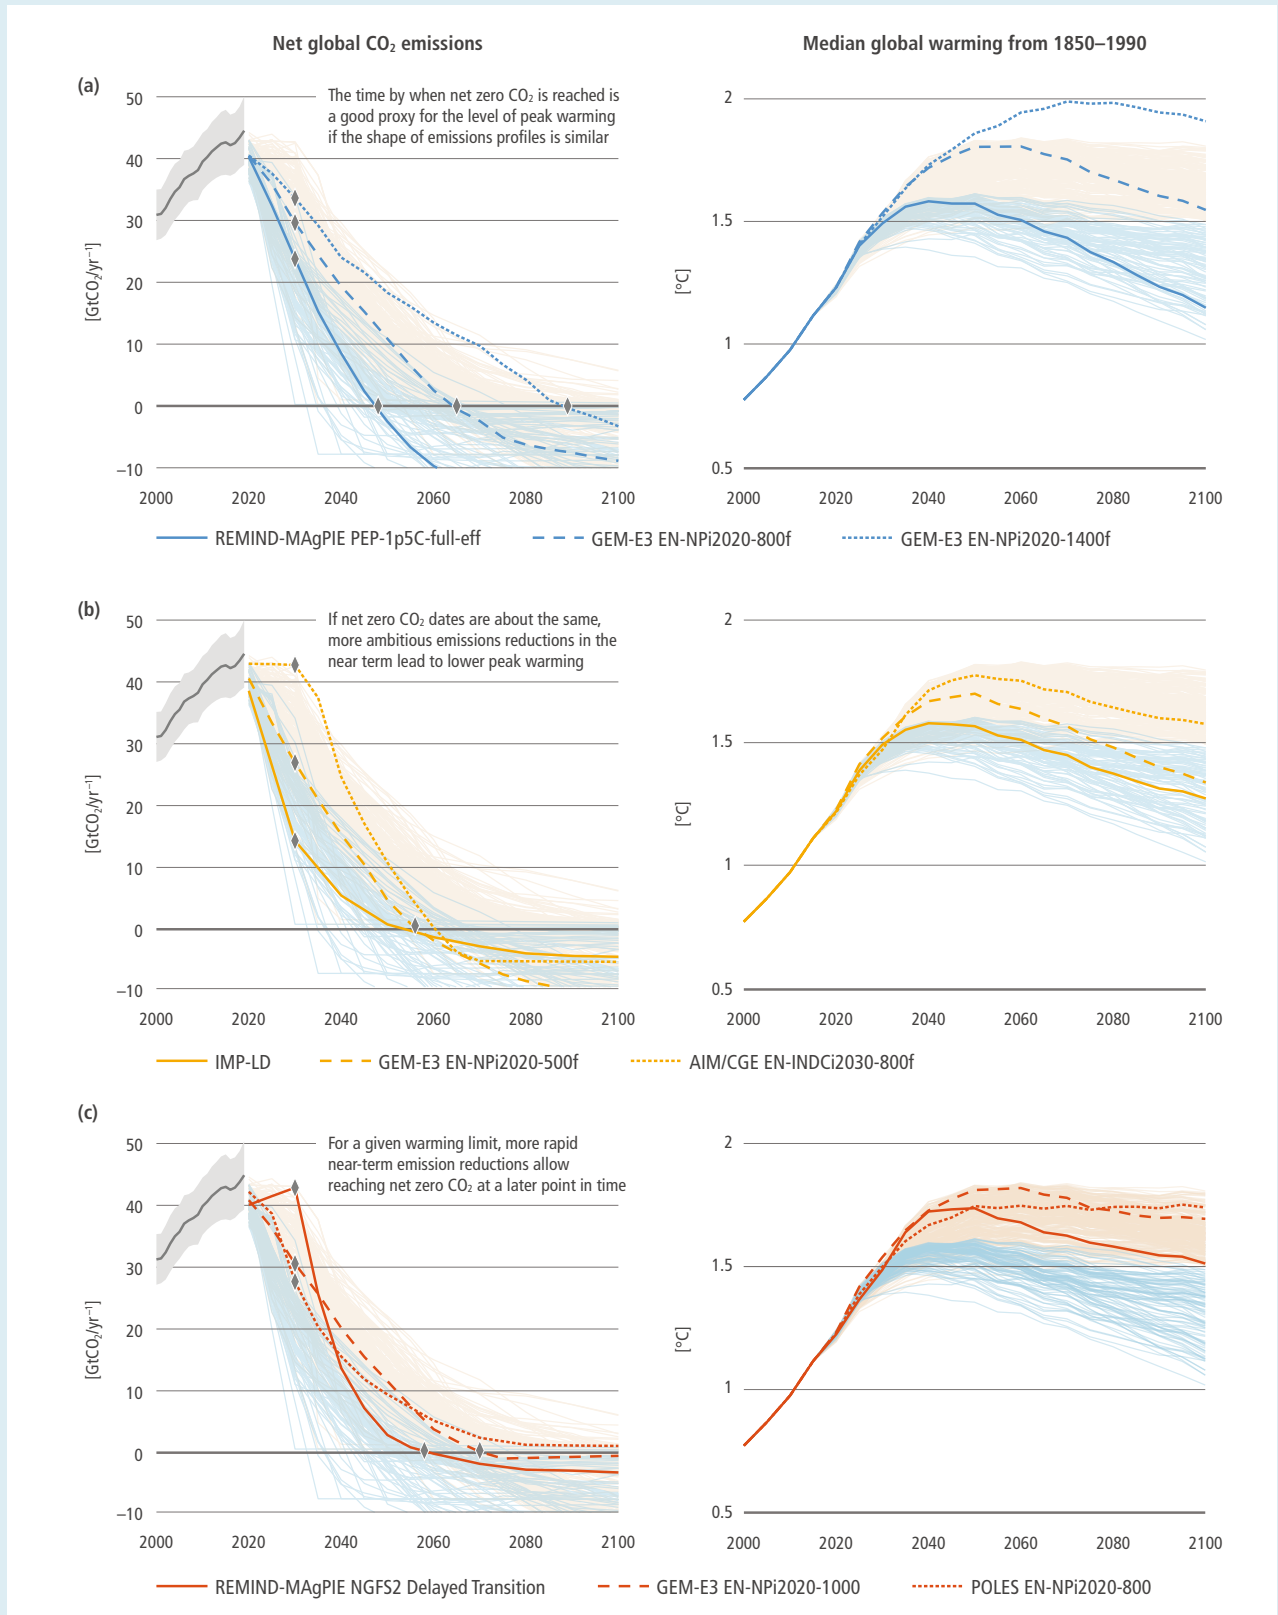 Net global CO₂ emissions
Median global warming from 1850–1990
(a)
The time by when net zero CO₂ is reached is
a good proxy for the level of peak warming
if the shape of emissions profiles is similar
[GtCO₂/yr⁻¹]
50
40
30
20
10
0
–10
2000 2020 2040 2060 2080 2100
[°C]
2
1.5
1
0.5
2000 2020 2040 2060 2080 2100
REMIND-MAgPIE PEP-1p5C-full-eff
GEM-E3 EN-NPi2020-800f
GEM-E3 EN-NPi2020-1400f
(b)
If net zero CO₂ dates are about the same,
more ambitious emissions reductions in the
near term lead to lower peak warming
[GtCO₂/yr⁻¹]
50
40
30
20
10
0
–10
2000 2020 2040 2060 2080 2100
[°C]
2
1.5
1
0.5
2000 2020 2040 2060 2080 2100
IMP-LD
GEM-E3 EN-NPi2020-500f
AIM/CGE EN-INDCi2030-800f
(c)
For a given warming limit, more rapid
near-term emission reductions allow
reaching net zero CO₂ at a later point in time
[GtCO₂/yr⁻¹]
50
40
30
20
10
0
–10
2000 2020 2040 2060 2080 2100
[°C]
2
1.5
1
0.5
2000 2020 2040 2060 2080 2100
REMIND-MAgPIE NGFS2 Delayed Transition
GEM-E3 EN-NPi2020-1000
POLES EN-NPi2020-800